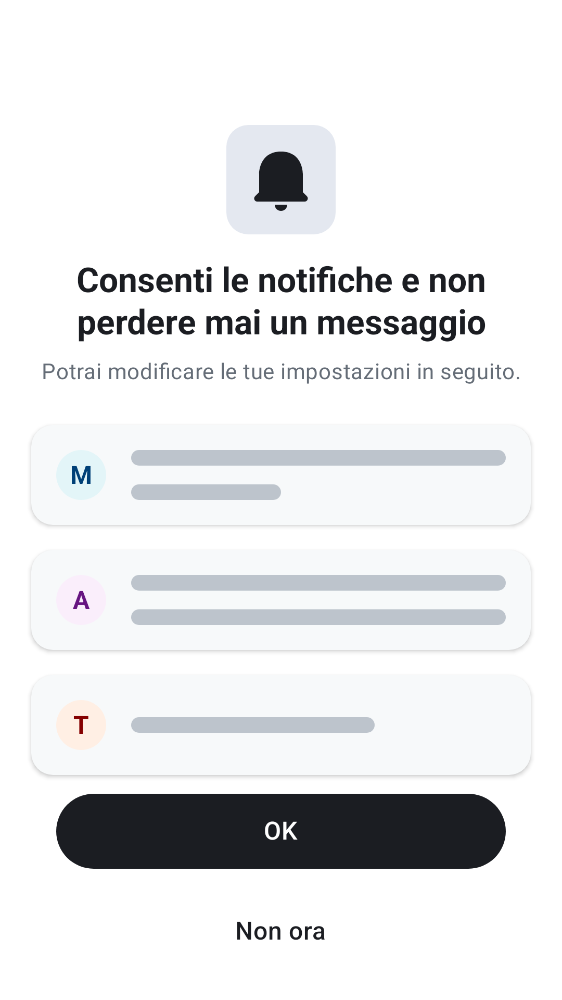 Consenti le notifiche e non
perdere mai un messaggio
Potrai modificare le tue impostazioni in seguito.
M
A
T
OK
Non ora